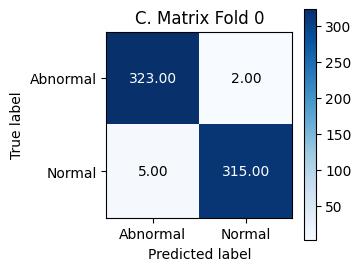 C. Matrix Fold 0
True label
Abnormal 323.00 2.00
Normal 5.00 315.00
Abnormal Normal
Predicted label
300
250
200
150
100
50